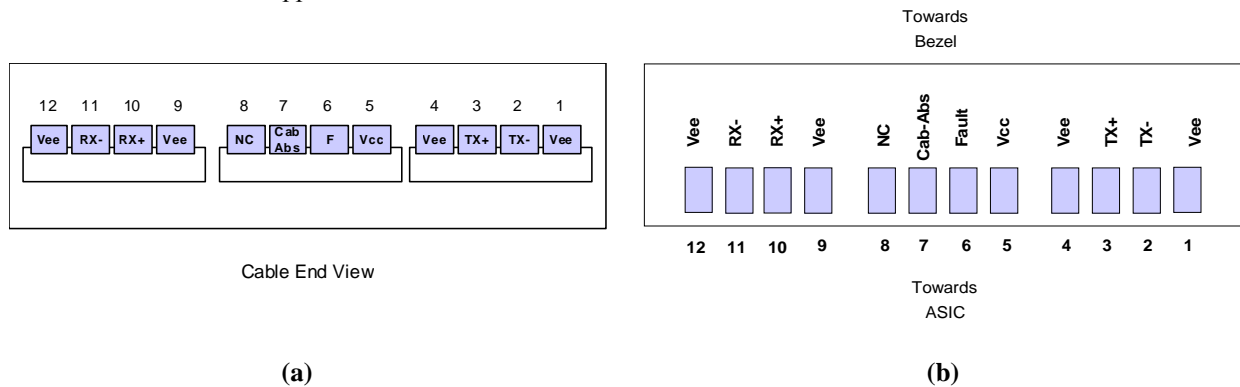 Towards
Bezel
12 11 10 9 8 7 6 5 4 3 2 1
Vee RX- RX+ Vee NC Cab Abs F Vcc Vee TX+ TX- Vee
Cable End View
(a)
Vee RX- RX+ Vee NC Cab-Abs Fault Vcc Vee TX+ TX- Vee
12 11 10 9 8 7 6 5 4 3 2 1
Towards
ASIC
(b)